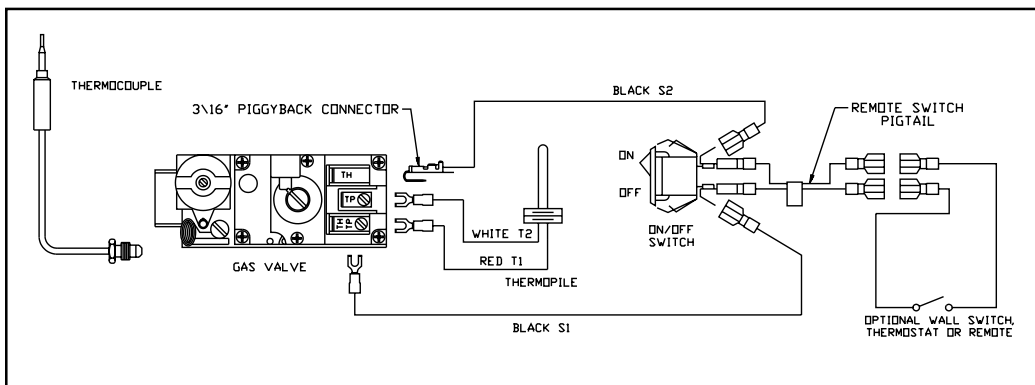 THERMOCOUPLE
3\16" PIGGYBACK CONNECTOR
BLACK S2
REMOTE SWITCH
PIGTAIL
ON
OFF
ON/OFF
SWITCH
TH
TP
TH
TP
WHITE T2
RED T1
THERMOPILE
GAS VALVE
BLACK S1
OPTIONAL WALL SWITCH,
THERMOSTAT OR REMOTE